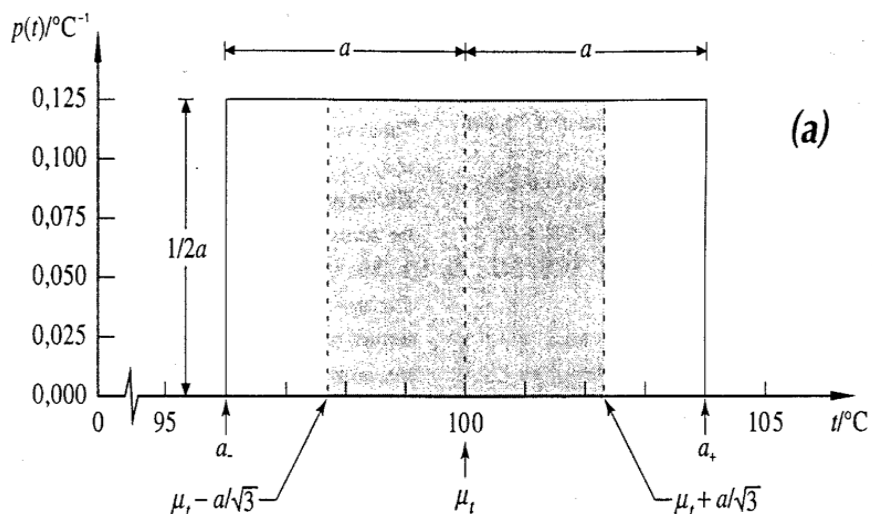 p(t)/°C⁻¹
a a
0,125
(a)
0,100
0,075
1/2a
0,050
0,025
0,000
0 95 100 105 t/°C
a₋ a₊
μₜ − a/√3 μₜ μₜ + a/√3